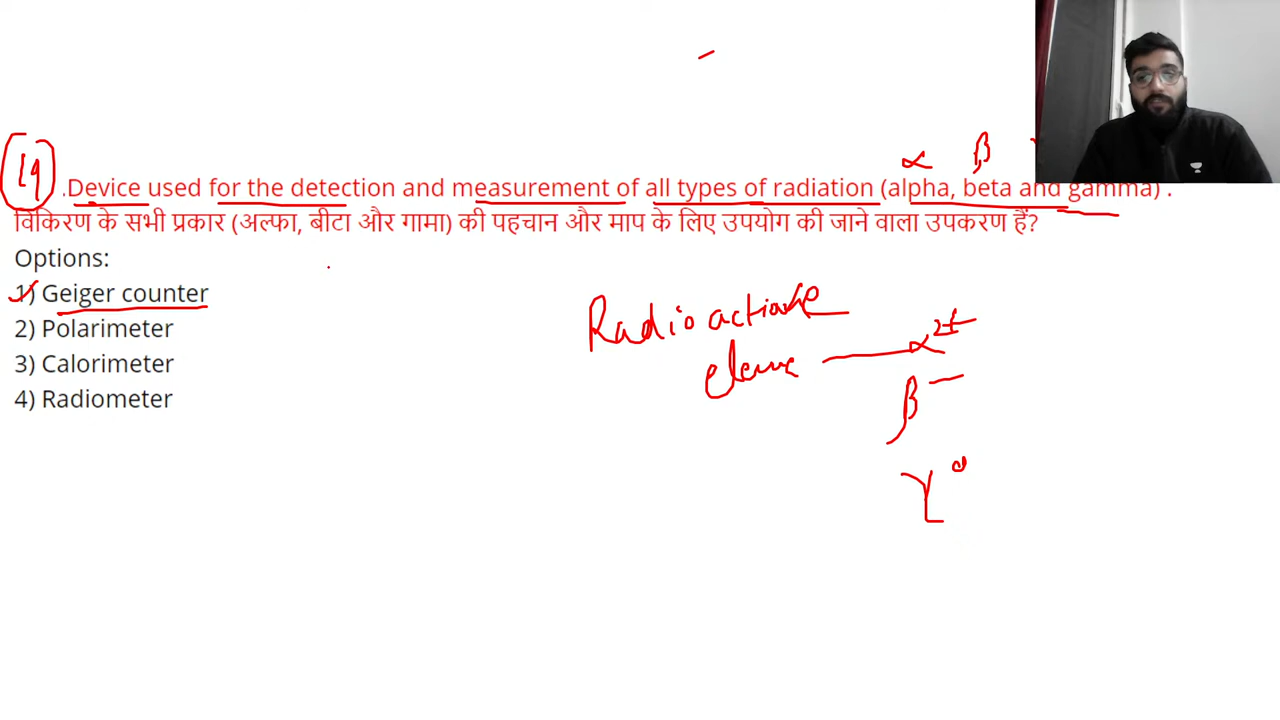 α β
19
.Device used for the detection and measurement of all types of radiation (alpha, beta and gamma) .
विकिरण के सभी प्रकार (अल्फा, बीटा और गामा) की पहचान और माप के लिए उपयोग की जाने वाला उपकरण हैं?
Options:
1) Geiger counter
2) Polarimeter
3) Calorimeter
4) Radiometer
Radioactive
α²⁺
β⁻
γ⁰